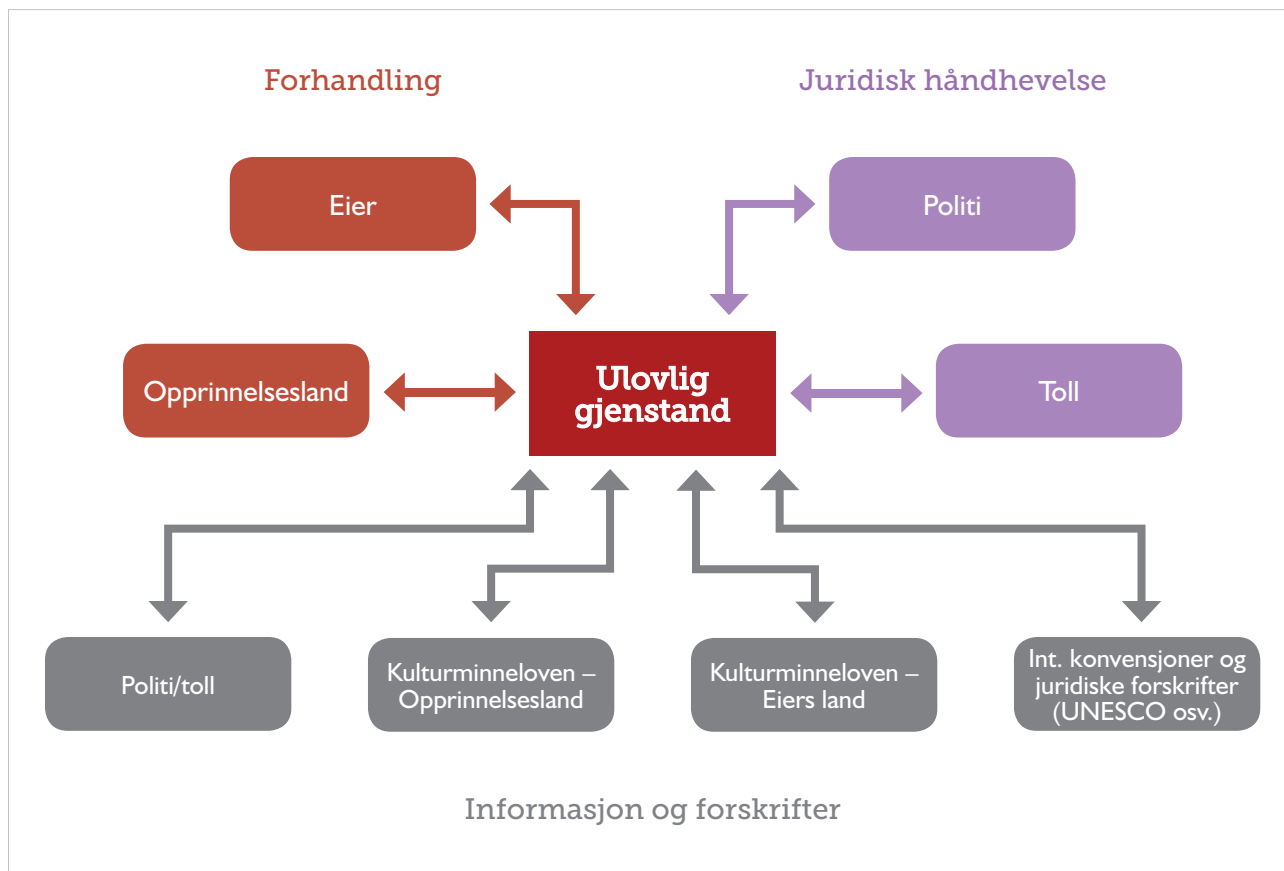 Forhandling
Juridisk håndhevelse
Eier
Politi
Opprinnelsesland
Ulovlig
gjenstand
Toll
Politi/toll
Kulturminneloven –
Opprinnelsesland
Kulturminneloven –
Eiers land
Int. konvensjoner og
juridiske forskrifter
(UNESCO osv.)
Informasjon og forskrifter